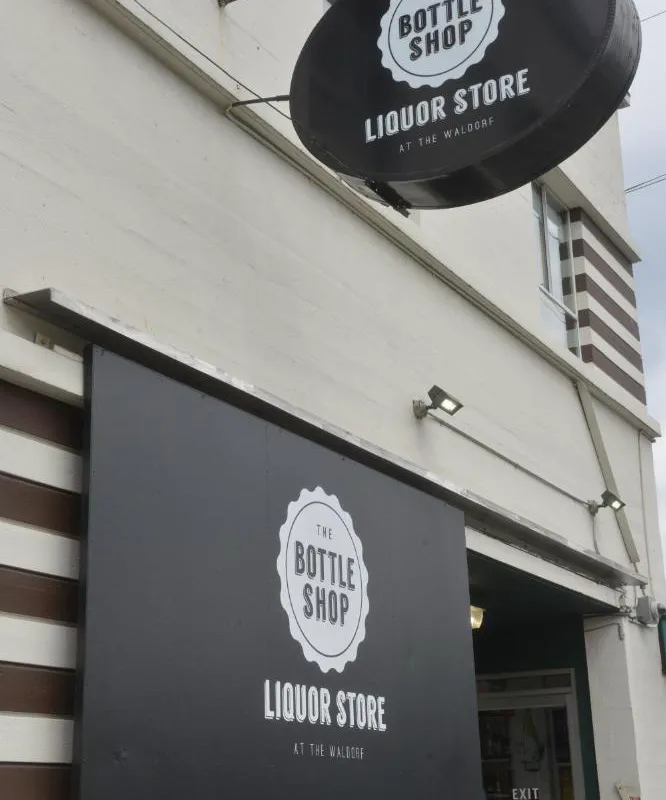 BOTTLE
SHOP
LIQUOR STORE
AT THE WALDORF
THE
BOTTLE
SHOP
LIQUOR STORE
AT THE WALDORF
EXIT